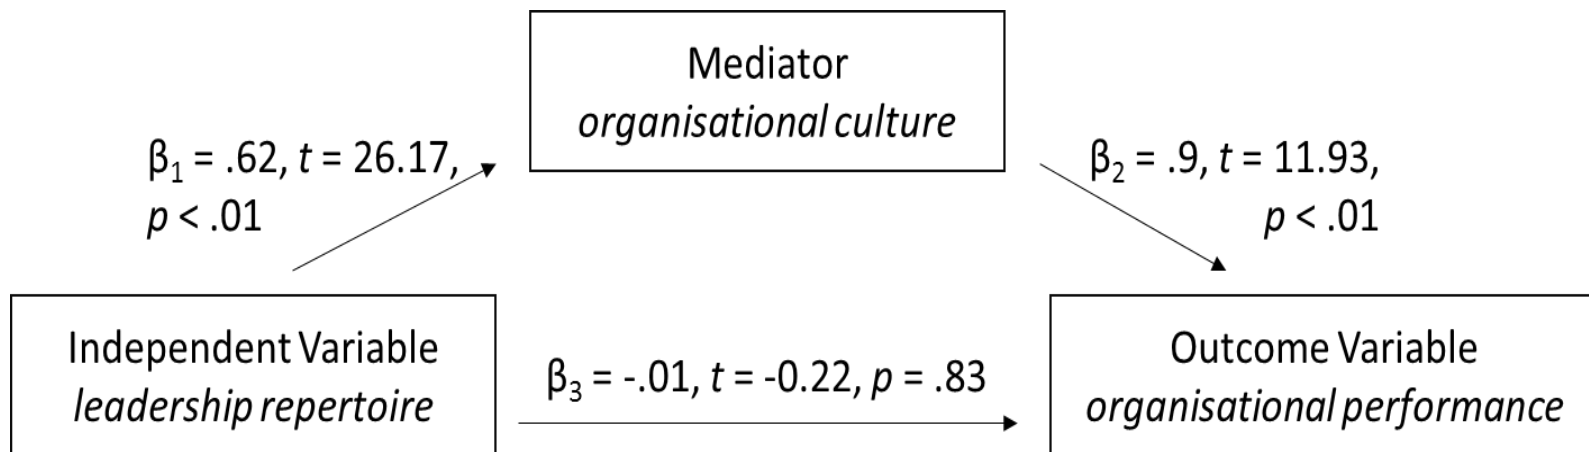 Mediator
organisational culture
β₁ = .62, t = 26.17,
p < .01
β₂ = .9, t = 11.93,
p < .01
Independent Variable
leadership repertoire
β₃ = -.01, t = -0.22, p = .83
Outcome Variable
organisational performance